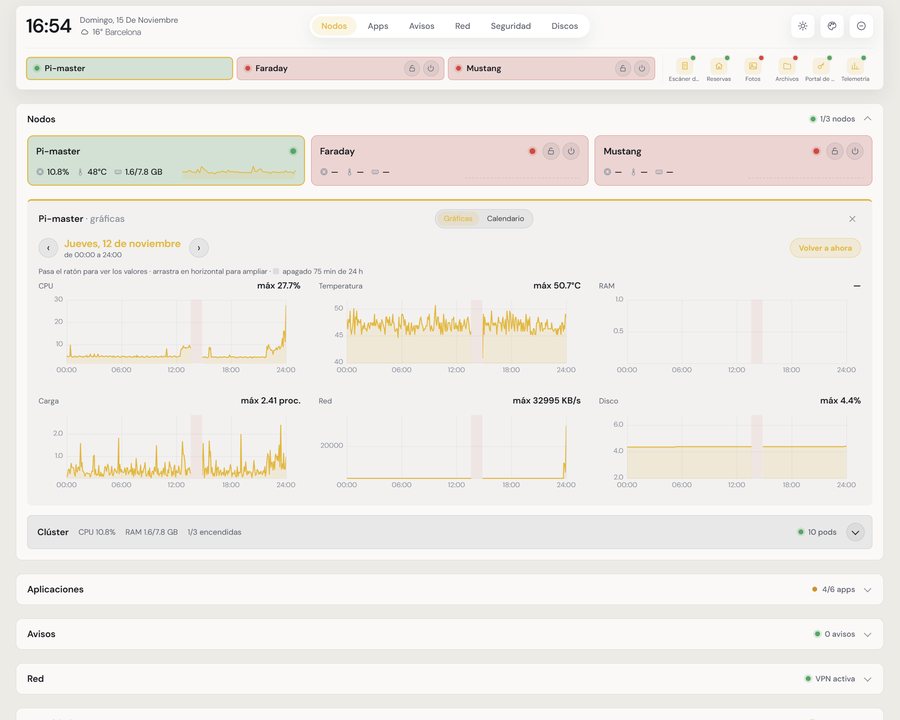 16:54
Domingo, 15 De Noviembre
16° Barcelona
Nodos
Apps
Avisos
Red
Seguridad
Discos
Pi-master
Faraday
Mustang
Escáner d...
Reservas
Fotos
Archivos
Portal de ...
Telemetría
Nodos
1/3 nodos
Pi-master
10.8%
48°C
1.6/7.8 GB
Faraday
— — —
Mustang
— — —
Pi-master · gráficas
Gráficas
Calendario
Jueves, 12 de noviembre
de 00:00 a 24:00
Volver a ahora
Pasa el ratón para ver los valores · arrastra en horizontal para ampliar · apagado 75 min de 24 h
CPU
máx 27.7%
30
20
10
00:00 06:00 12:00 18:00 24:00
Temperatura
máx 50.7°C
50
45
40
00:00 06:00 12:00 18:00 24:00
RAM
—
1.0
0.5
00:00 06:00 12:00 18:00 24:00
Carga
máx 2.41 proc.
2.0
1.0
00:00 06:00 12:00 18:00 24:00
Red
máx 32995 KB/s
20000
00:00 06:00 12:00 18:00 24:00
Disco
máx 4.4%
6.0
4.0
2.0
00:00 06:00 12:00 18:00 24:00
Clúster
CPU 10.8%
RAM 1.6/7.8 GB
1/3 encendidas
10 pods
Aplicaciones
4/6 apps
Avisos
0 avisos
Red
VPN activa